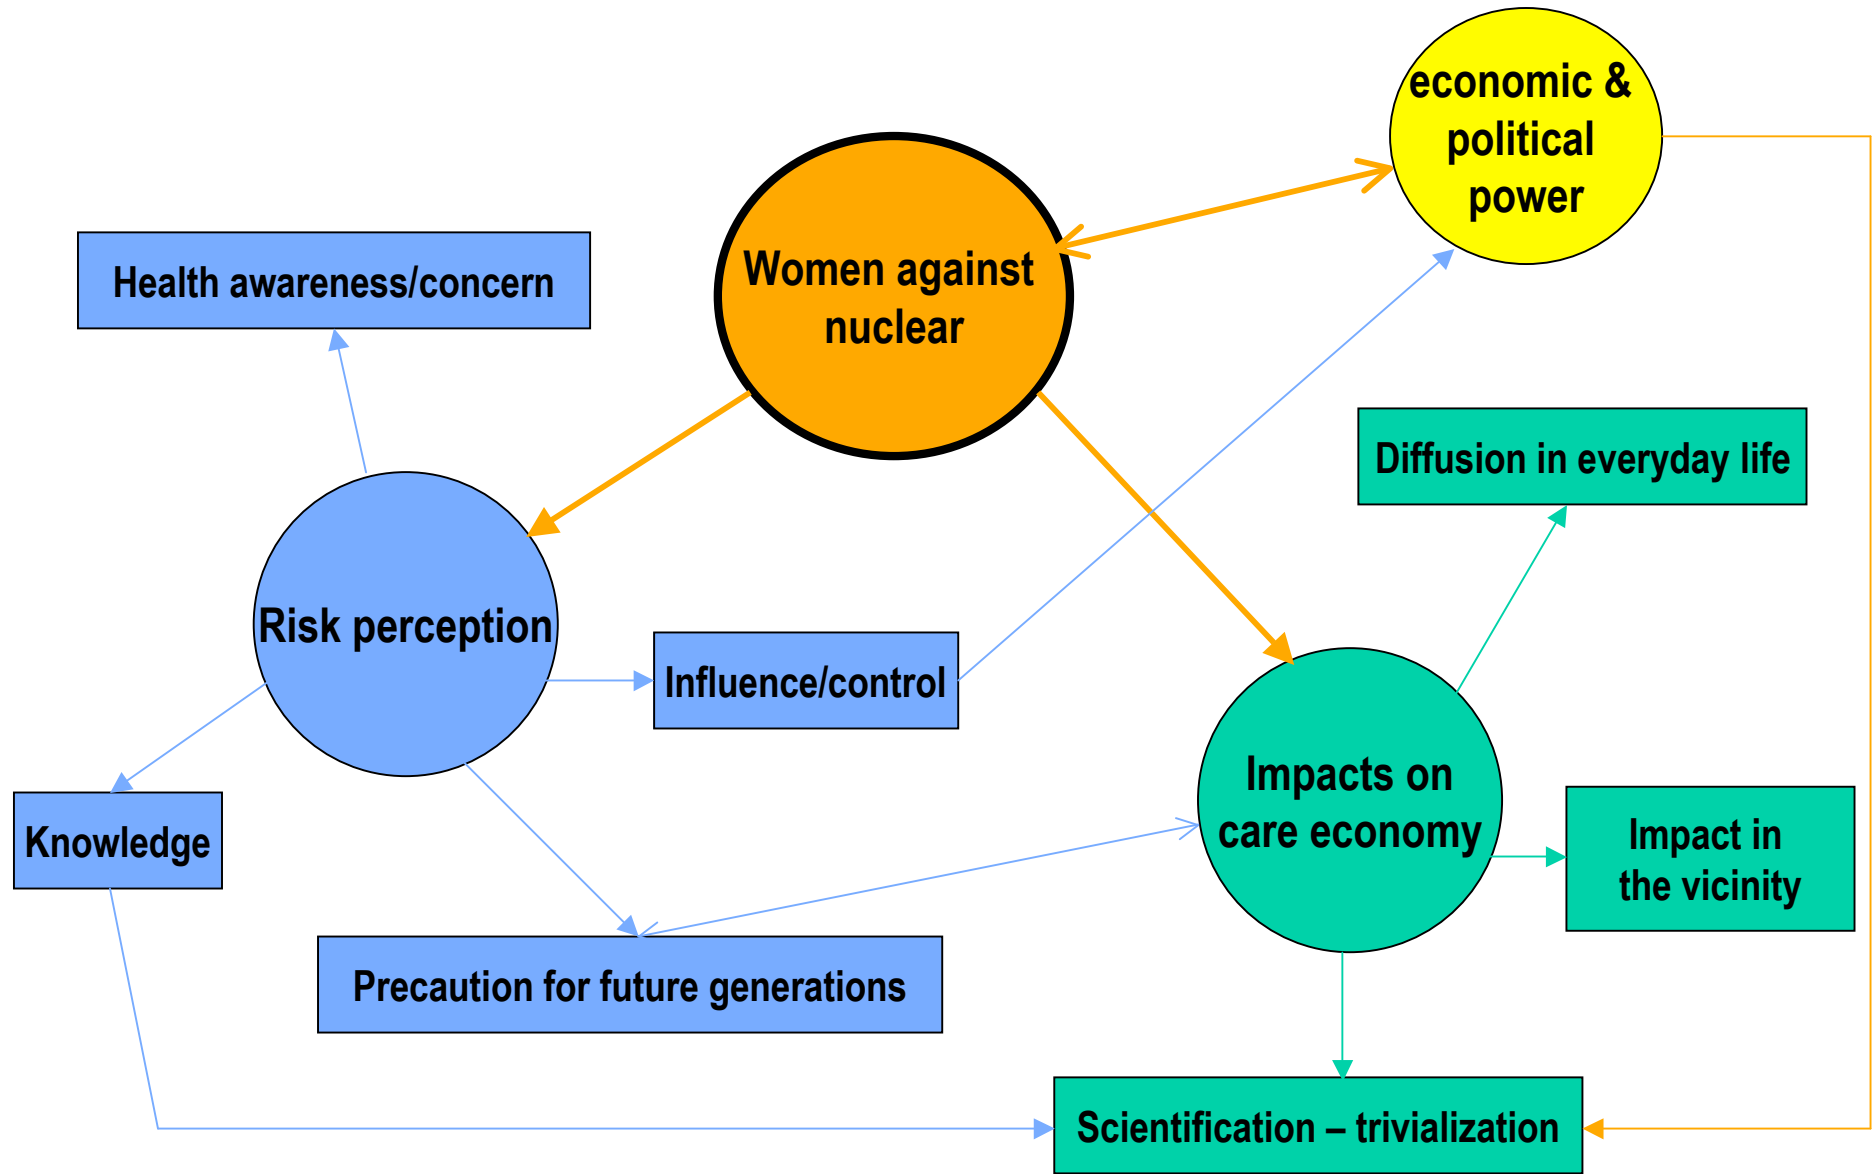 economic &
political
power
Women against
nuclear
Health awareness/concern
Diffusion in everyday life
Risk perception
Influence/control
Impacts on
care economy
Knowledge
Impact in
the vicinity
Precaution for future generations
Scientification – trivialization